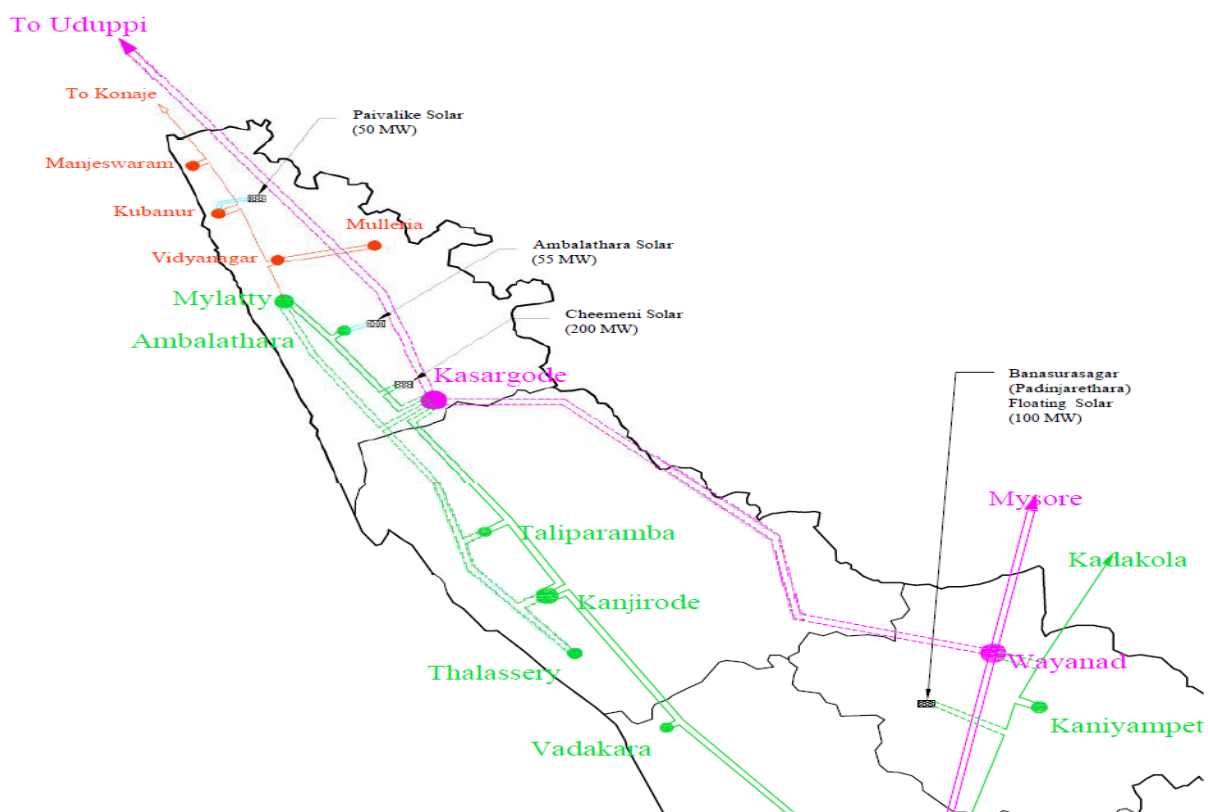 To Uduppi
To Konaje
Paivalike Solar
(50 MW)
Manjeswaram
Kubanur
Mulleria
Vidyanagar
Ambalathara Solar
(55 MW)
Mylatty
Cheemeni Solar
(200 MW)
Ambalathara
Kasargode
Banasurasagar
(Padinjarethara)
Floating Solar
(100 MW)
Mysore
Taliparamba
Kadakola
Kanjirode
Thalassery
Wayanad
Kaniyampet
Vadakara